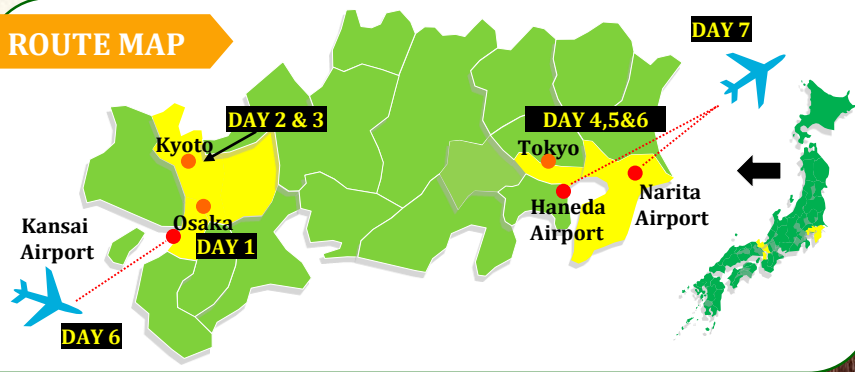 ROUTE MAP
DAY 7
DAY 2 & 3
DAY 4,5&6
Kyoto
Tokyo
Osaka
Kansai
Airport
DAY 1
Haneda
Airport
Narita
Airport
DAY 6